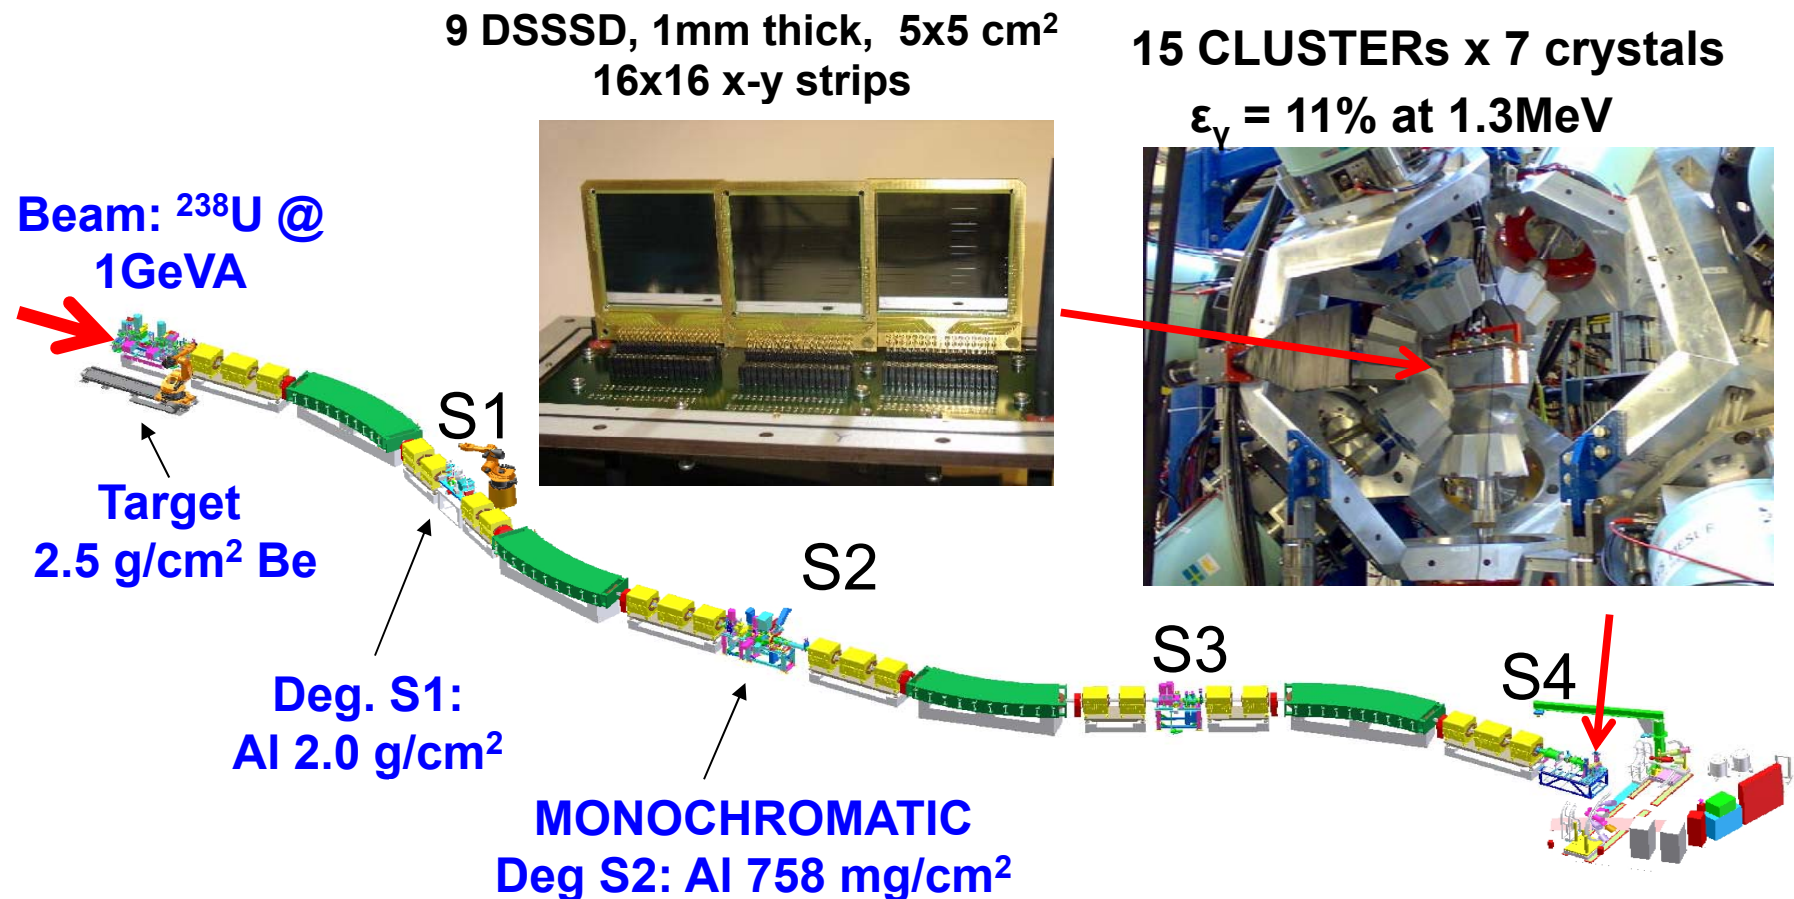 9 DSSSD, 1mm thick, 5x5 cm²
16x16 x-y strips
15 CLUSTERs x 7 crystals
εγ = 11% at 1.3MeV
Beam: ²³⁸U @
1GeVA
S1
Target
2.5 g/cm² Be
S2
Deg. S1:
Al 2.0 g/cm²
S3
S4
MONOCHROMATIC
Deg S2: Al 758 mg/cm²